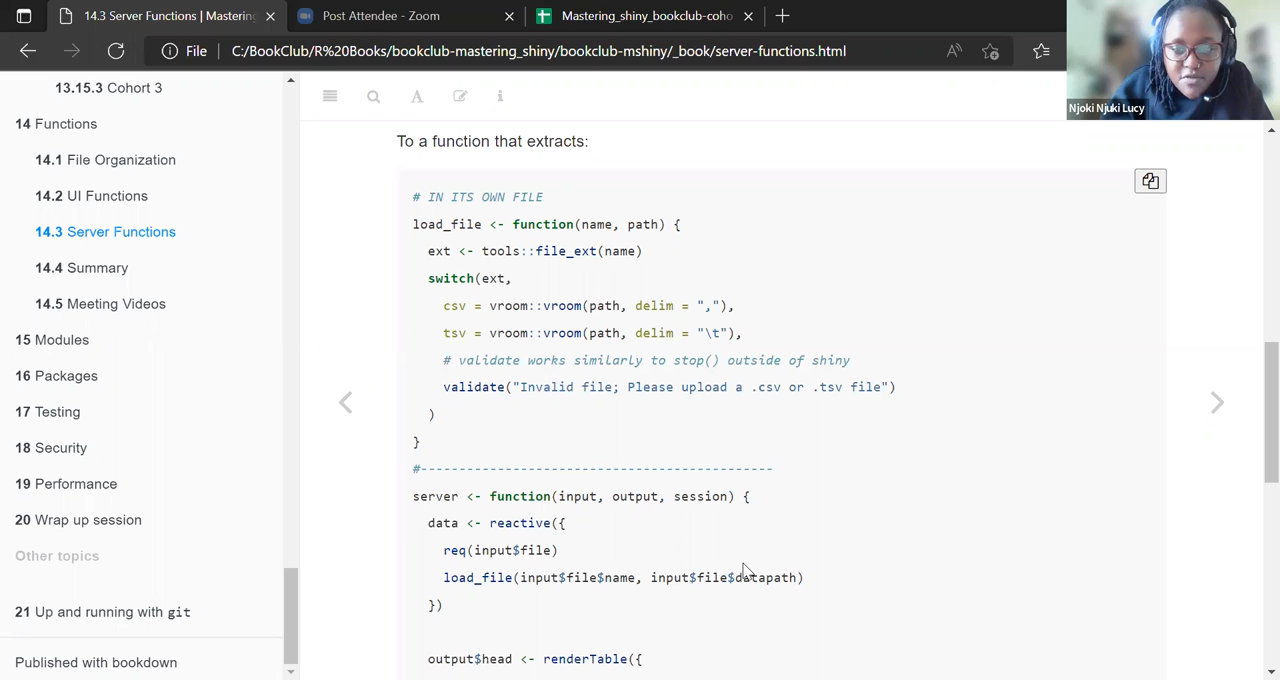 14.3 Server Functions | Mastering
Post Attendee - Zoom
Mastering_shiny_bookclub-coho
File
C:/BookClub/R%20Books/bookclub-mastering_shiny/bookclub-mshiny/_book/server-functions.html
Njoki Njuki Lucy
13.15.3 Cohort 3
14 Functions
14.1 File Organization
14.2 UI Functions
14.3 Server Functions
14.4 Summary
14.5 Meeting Videos
15 Modules
16 Packages
17 Testing
18 Security
19 Performance
20 Wrap up session
Other topics
21 Up and running with git
Published with bookdown
To a function that extracts:
# IN ITS OWN FILE
load_file <- function(name, path) {
ext <- tools::file_ext(name)
switch(ext,
csv = vroom::vroom(path, delim = ","),
tsv = vroom::vroom(path, delim = "\t"),
# validate works similarly to stop() outside of shiny
validate("Invalid file; Please upload a .csv or .tsv file")
)
}
#----------------------------------------------
server <- function(input, output, session) {
data <- reactive({
req(input$file)
load_file(input$file$name, input$file$datapath)
})
output$head <- renderTable({